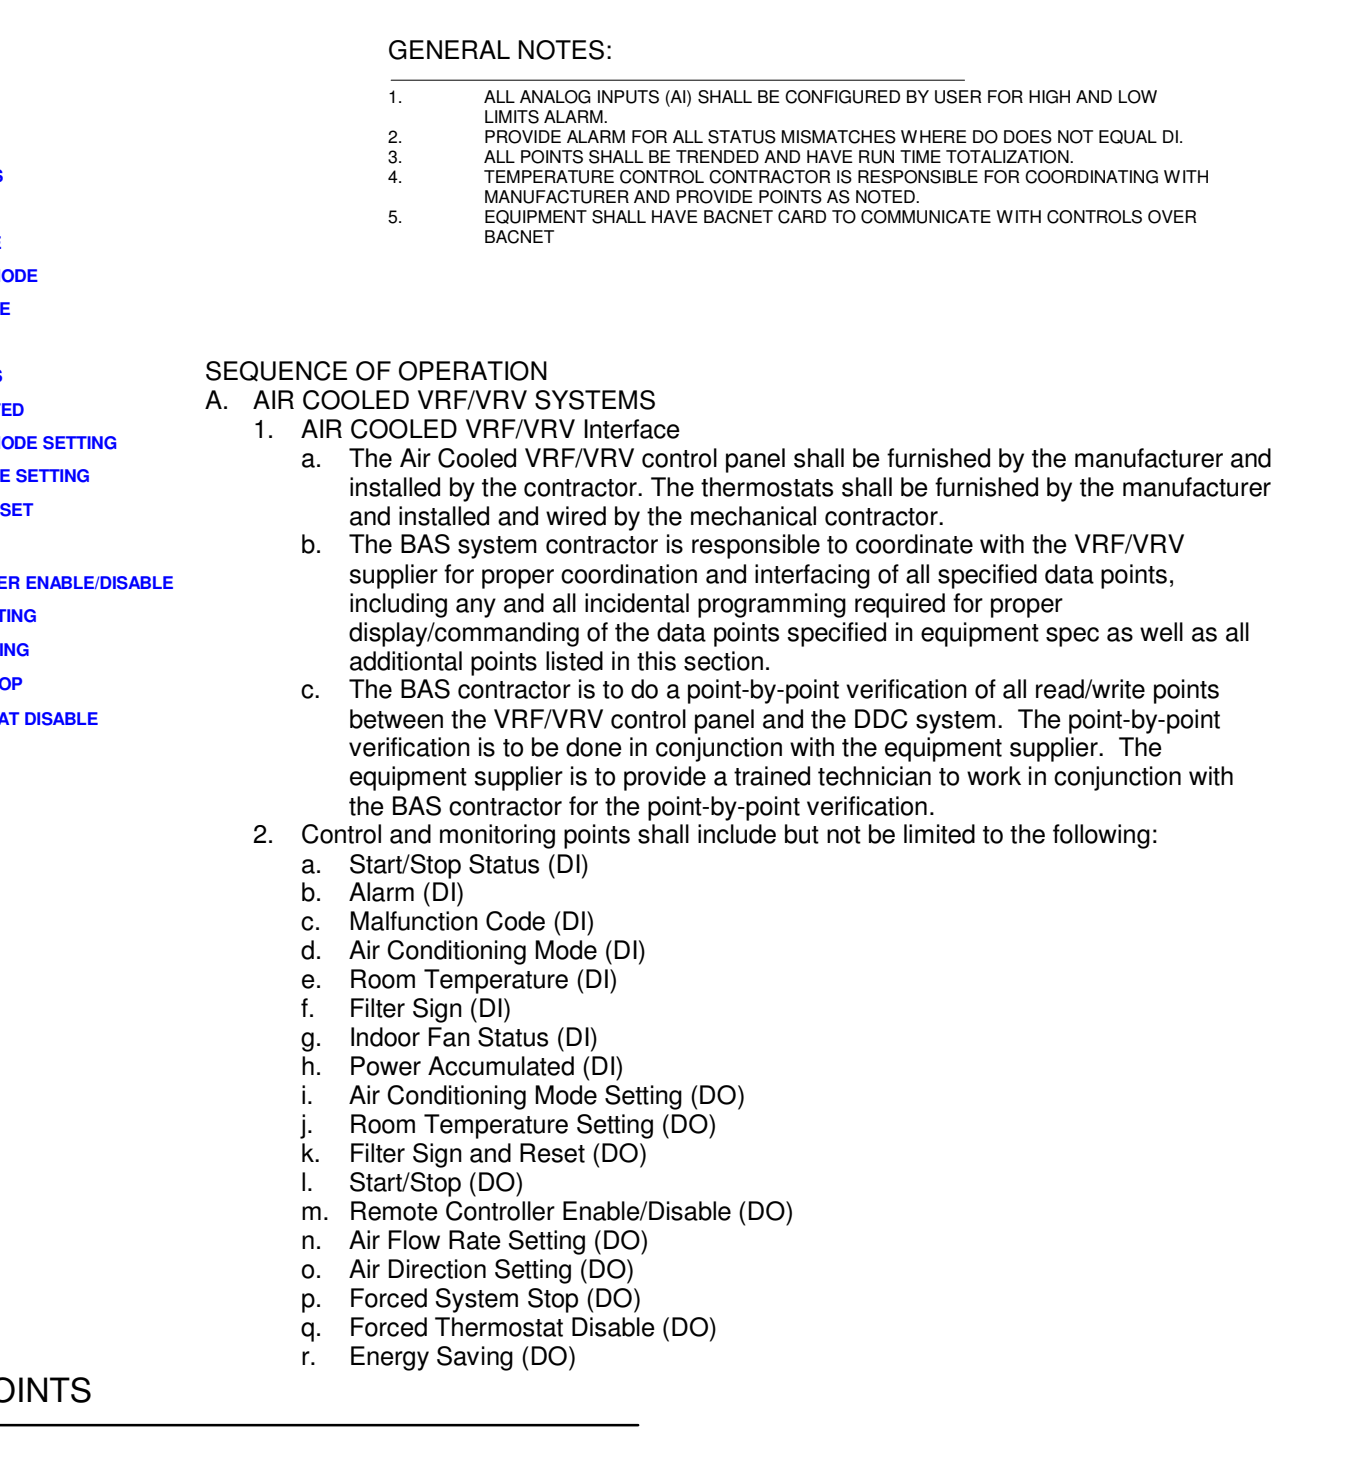 GENERAL NOTES:
1. ALL ANALOG INPUTS (AI) SHALL BE CONFIGURED BY USER FOR HIGH AND LOW
LIMITS ALARM.
2. PROVIDE ALARM FOR ALL STATUS MISMATCHES WHERE DO DOES NOT EQUAL DI.
3. ALL POINTS SHALL BE TRENDED AND HAVE RUN TIME TOTALIZATION.
4. TEMPERATURE CONTROL CONTRACTOR IS RESPONSIBLE FOR COORDINATING WITH
MANUFACTURER AND PROVIDE POINTS AS NOTED.
5. EQUIPMENT SHALL HAVE BACNET CARD TO COMMUNICATE WITH CONTROLS OVER
BACNET
S
E
ODE
E
S
TED
ODE SETTING
E SETTING
SET
ER ENABLE/DISABLE
TING
ING
OP
AT DISABLE
SEQUENCE OF OPERATION
A. AIR COOLED VRF/VRV SYSTEMS
1. AIR COOLED VRF/VRV Interface
a. The Air Cooled VRF/VRV control panel shall be furnished by the manufacturer and
installed by the contractor. The thermostats shall be furnished by the manufacturer
and installed and wired by the mechanical contractor.
b. The BAS system contractor is responsible to coordinate with the VRF/VRV
supplier for proper coordination and interfacing of all specified data points,
including any and all incidental programming required for proper
display/commanding of the data points specified in equipment spec as well as all
additiontal points listed in this section.
c. The BAS contractor is to do a point-by-point verification of all read/write points
between the VRF/VRV control panel and the DDC system. The point-by-point
verification is to be done in conjunction with the equipment supplier. The
equipment supplier is to provide a trained technician to work in conjunction with
the BAS contractor for the point-by-point verification.
2. Control and monitoring points shall include but not be limited to the following:
a. Start/Stop Status (DI)
b. Alarm (DI)
c. Malfunction Code (DI)
d. Air Conditioning Mode (DI)
e. Room Temperature (DI)
f. Filter Sign (DI)
g. Indoor Fan Status (DI)
h. Power Accumulated (DI)
i. Air Conditioning Mode Setting (DO)
j. Room Temperature Setting (DO)
k. Filter Sign and Reset (DO)
l. Start/Stop (DO)
m. Remote Controller Enable/Disable (DO)
n. Air Flow Rate Setting (DO)
o. Air Direction Setting (DO)
p. Forced System Stop (DO)
q. Forced Thermostat Disable (DO)
r. Energy Saving (DO)
OINTS